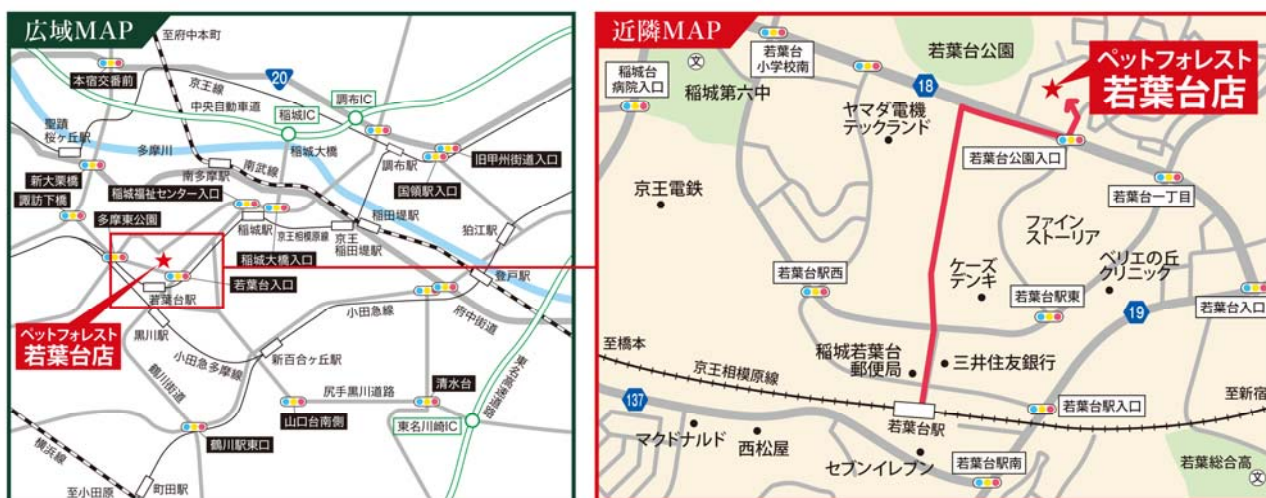 広域MAP
至府中本町
本宿交番前
20
京王線
中央自動車道
調布IC
稲城IC
聖蹟
桜ヶ丘駅
多摩川
稲城大橋
調布駅
旧甲州街道入口
南武線
新大栗橋
南多摩駅
国領駅入口
稲城福祉センター入口
諏訪下橋
稲田堤駅
多摩東公園
稲城駅
京王相模原線
京王
稲田堤駅
狛江駅
稲城大橋入口
登戸駅
若葉台入口
若葉台駅
小田急線
府中街道
黒川駅
ペットフォレスト
若葉台店
小田急多摩線
新百合ヶ丘駅
東名高速道路
鶴川街道
尻手黒川道路
清水台
山口台南側
東名川崎IC
鶴川駅東口
横浜線
至小田原
町田駅
近隣MAP
若葉台
小学校南
若葉台公園
稲城台
病院入口
文
稲城第六中
18
ペットフォレスト
若葉台店
ヤマダ電機
テックランド
若葉台公園入口
京王電鉄
若葉台一丁目
ファイン
ストーリア
若葉台駅西
ケーズ
デンキ
ベリエの丘
クリニック
若葉台駅東
19
若葉台入口
至橋本
稲城若葉台
郵便局
三井住友銀行
京王相模原線
至新宿
137
若葉台駅入口
若葉台駅
マクドナルド
西松屋
セブンイレブン
若葉台駅南
若葉総合高
文